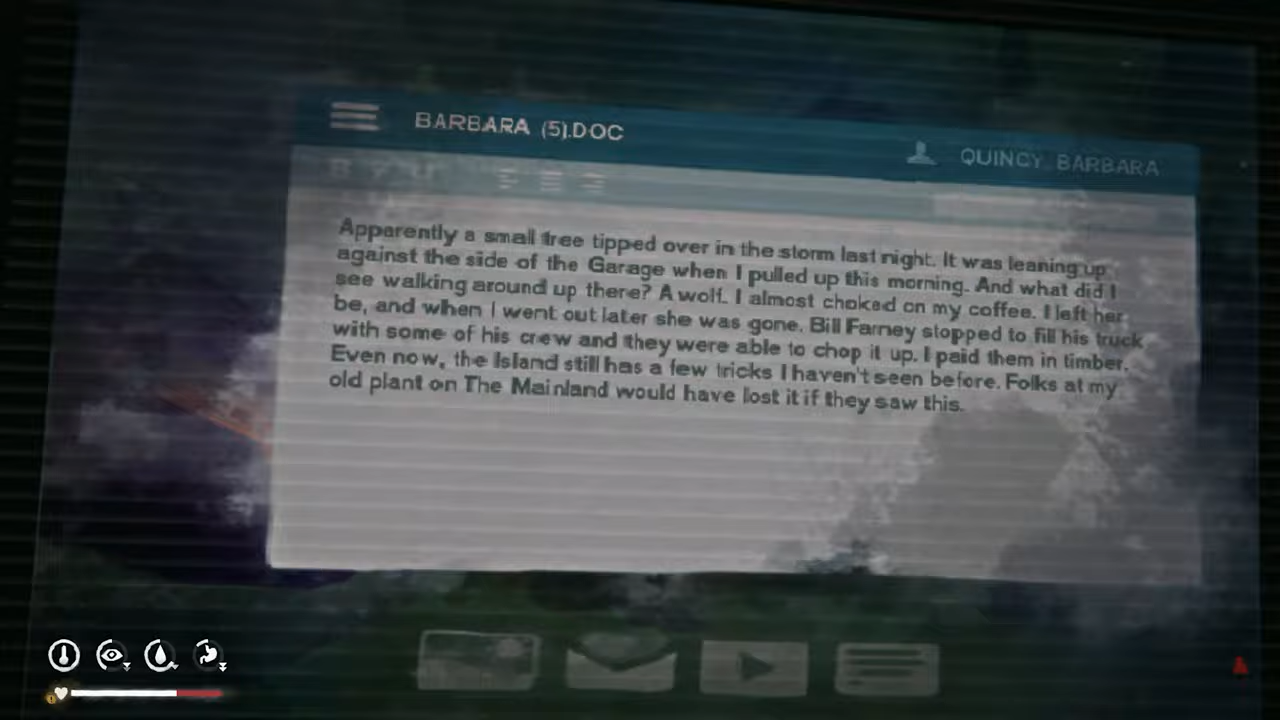 BARBARA (5).DOC
QUINCY, BARBARA
Apparently a small tree tipped over in the storm last night. It was leaning up
against the side of the Garage when I pulled up this morning. And what did I
see walking around up there? A wolf. I almost choked on my coffee. I left her
be, and when I went out later she was gone. Bill Farney stopped to fill his truck
with some of his crew and they were able to chop it up. I paid them in timber.
Even now, the Island still has a few tricks I haven't seen before. Folks at my
old plant on The Mainland would have lost it if they saw this.